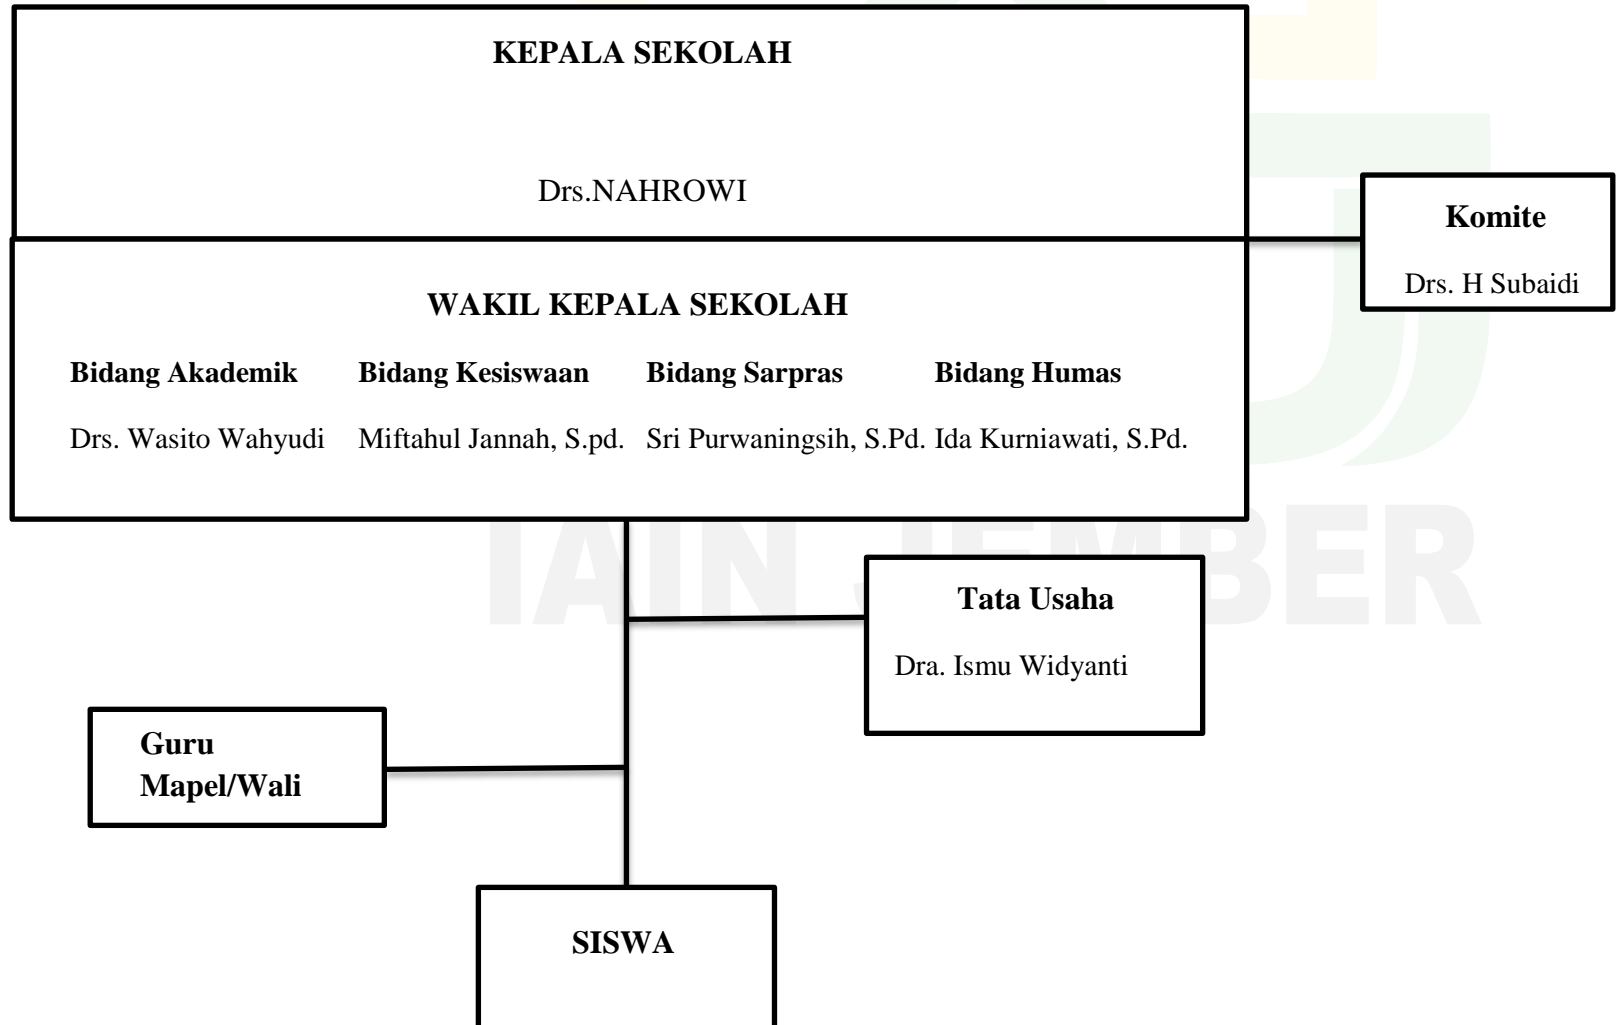 KEPALA SEKOLAH
Drs.NAHROWI
Komite
Drs. H Subaidi
WAKIL KEPALA SEKOLAH
Bidang Akademik Bidang Kesiswaan Bidang Sarpras Bidang Humas
Drs. Wasito Wahyudi Miftahul Jannah, S.pd. Sri Purwaningsih, S.Pd. Ida Kurniawati, S.Pd.
IAIN JEMBER
Tata Usaha
Dra. Ismu Widyanti
Guru
Mapel/Wali
SISWA